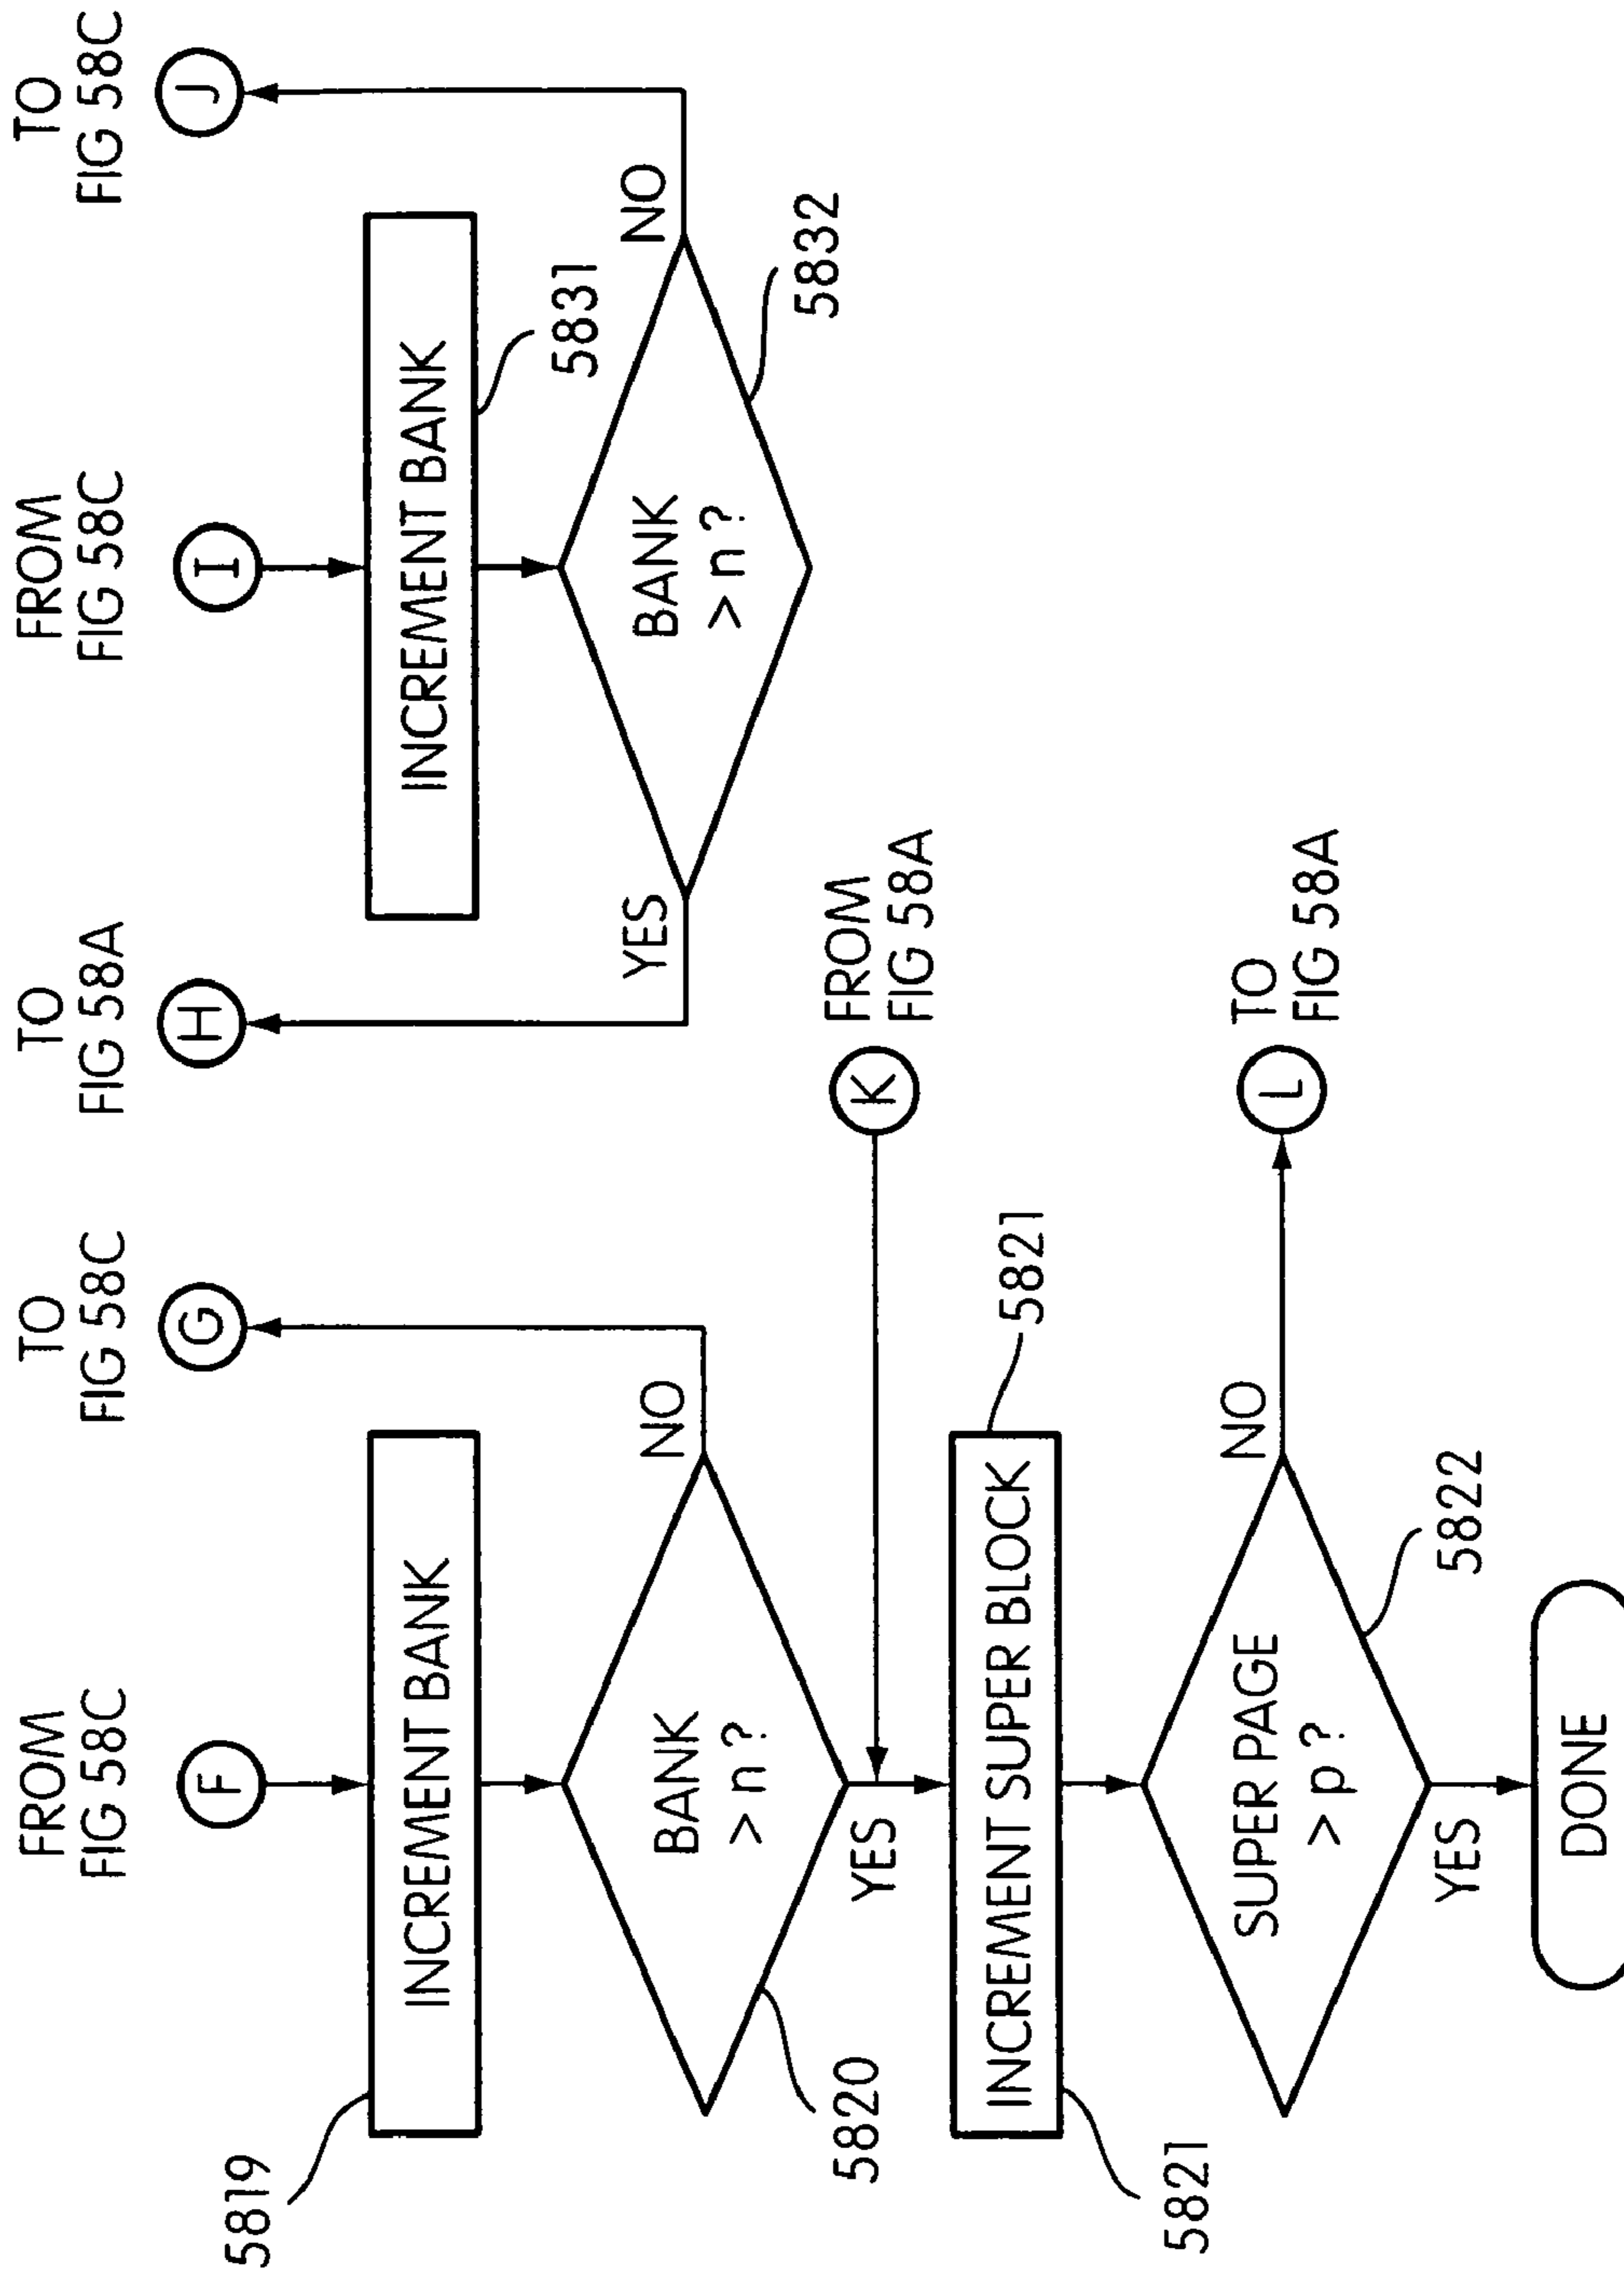 FROM
FIG 58C
F
TO
FIG 58C
G
5819
INCREMENT BANK
BANK
> n ?
NO
5820
YES
TO
FIG 58A
H
FROM
FIG 58C
I
TO
FIG 58C
J
INCREMENT BANK
5831
YES
BANK
> n ?
NO
5832
K
FROM
FIG 58A
5821
INCREMENT SUPER BLOCK
5821
SUPER PAGE
> p ?
NO
L
TO
FIG 58A
5822
YES
DONE